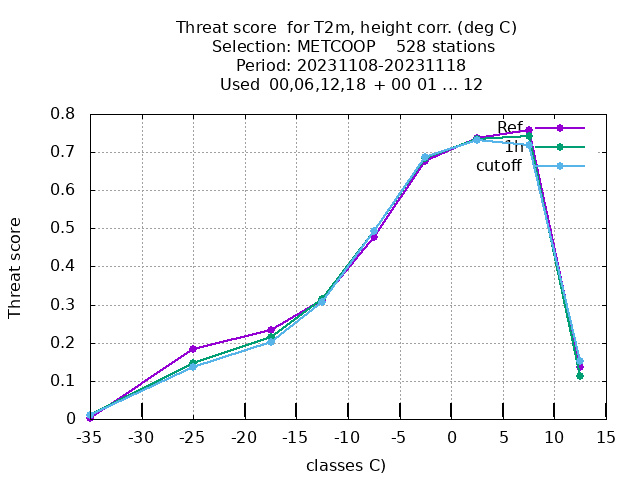 Threat score  for T2m, height corr. (deg C)
Selection: METCOOP    528 stations
Period: 20231108-20231118
Used  00,06,12,18  + 00 01 ... 12
Threat score
0.8
0.7
0.6
0.5
0.4
0.3
0.2
0.1
0
Ref
1h
cutoff
-35 -30 -25 -20 -15 -10 -5 0 5 10 15
classes C)